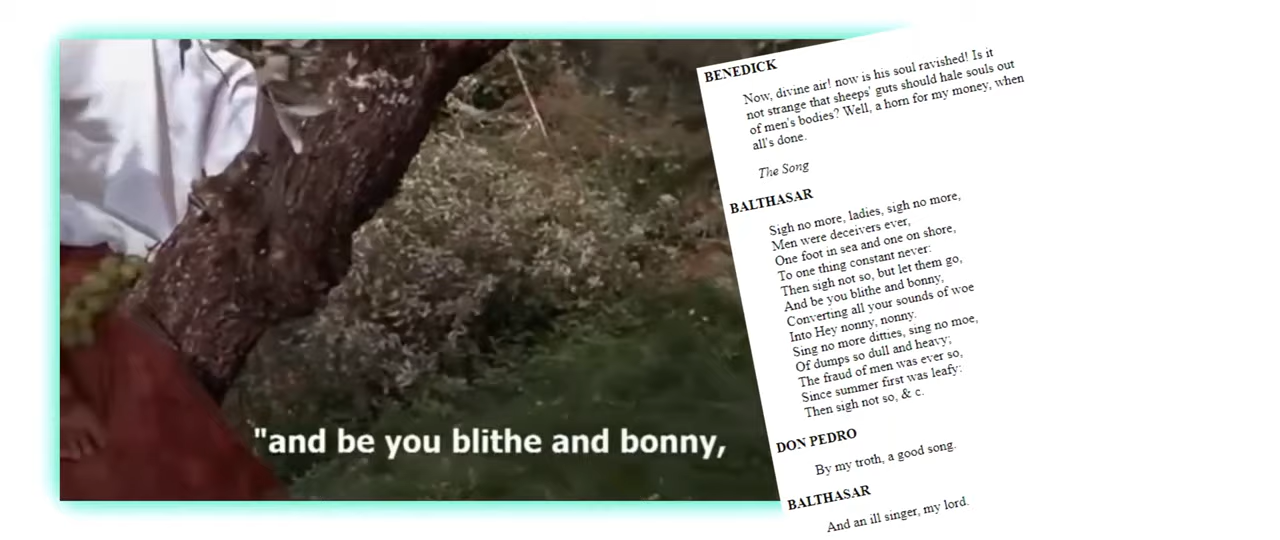 "and be you blithe and bonny,
BENEDICK
Now, divine air! now is his soul ravished! Is it
not strange that sheeps' guts should hale souls out
of men's bodies? Well, a horn for my money, when
all's done.
The Song
BALTHASAR
Sigh no more, ladies, sigh no more,
Men were deceivers ever,
One foot in sea and one on shore,
To one thing constant never:
Then sigh not so, but let them go,
And be you blithe and bonny,
Converting all your sounds of woe
Into Hey nonny, nonny.
Sing no more ditties, sing no moe,
Of dumps so dull and heavy;
The fraud of men was ever so,
Since summer first was leafy:
Then sigh not so, & c.
DON PEDRO
By my troth, a good song.
BALTHASAR
And an ill singer, my lord.